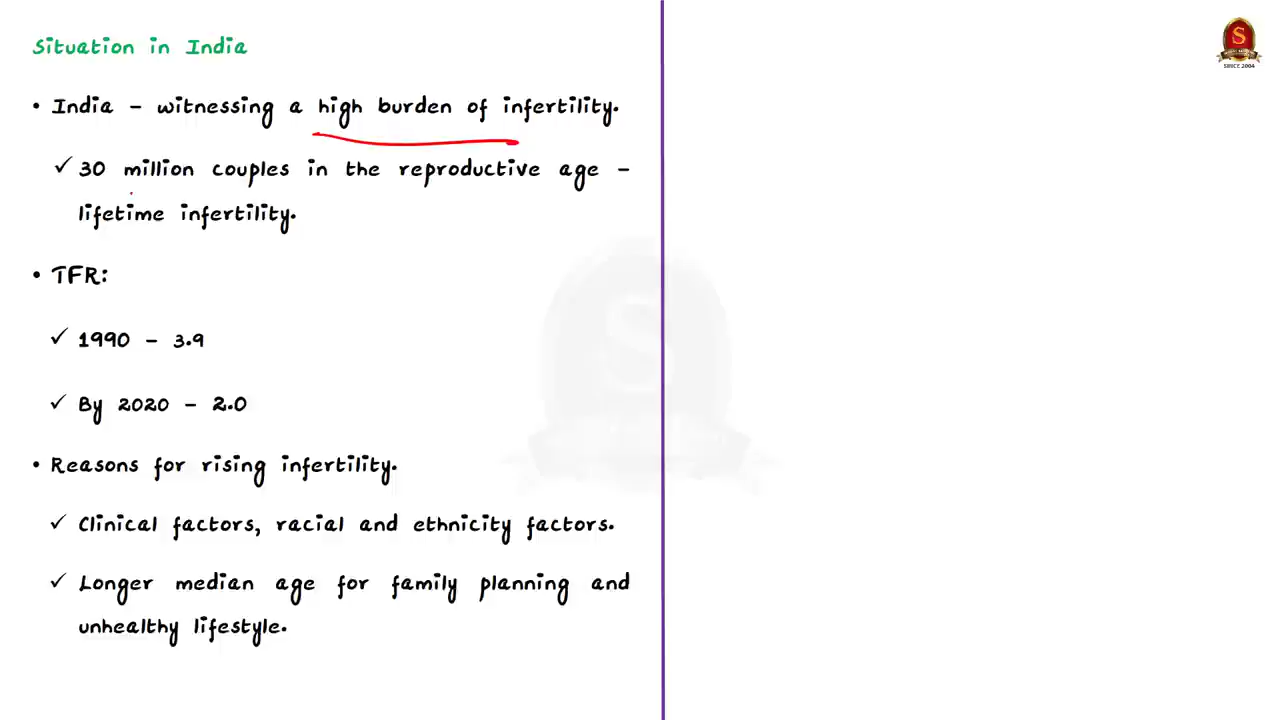 Situation in India
• India – witnessing a high burden of infertility.
✓ 30 million couples in the reproductive age –
lifetime infertility.
• TFR:
✓ 1990 – 3.9
✓ By 2020 – 2.0
• Reasons for rising infertility.
✓ Clinical factors, racial and ethnicity factors.
✓ Longer median age for family planning and
unhealthy lifestyle.
S
SINCE 2004